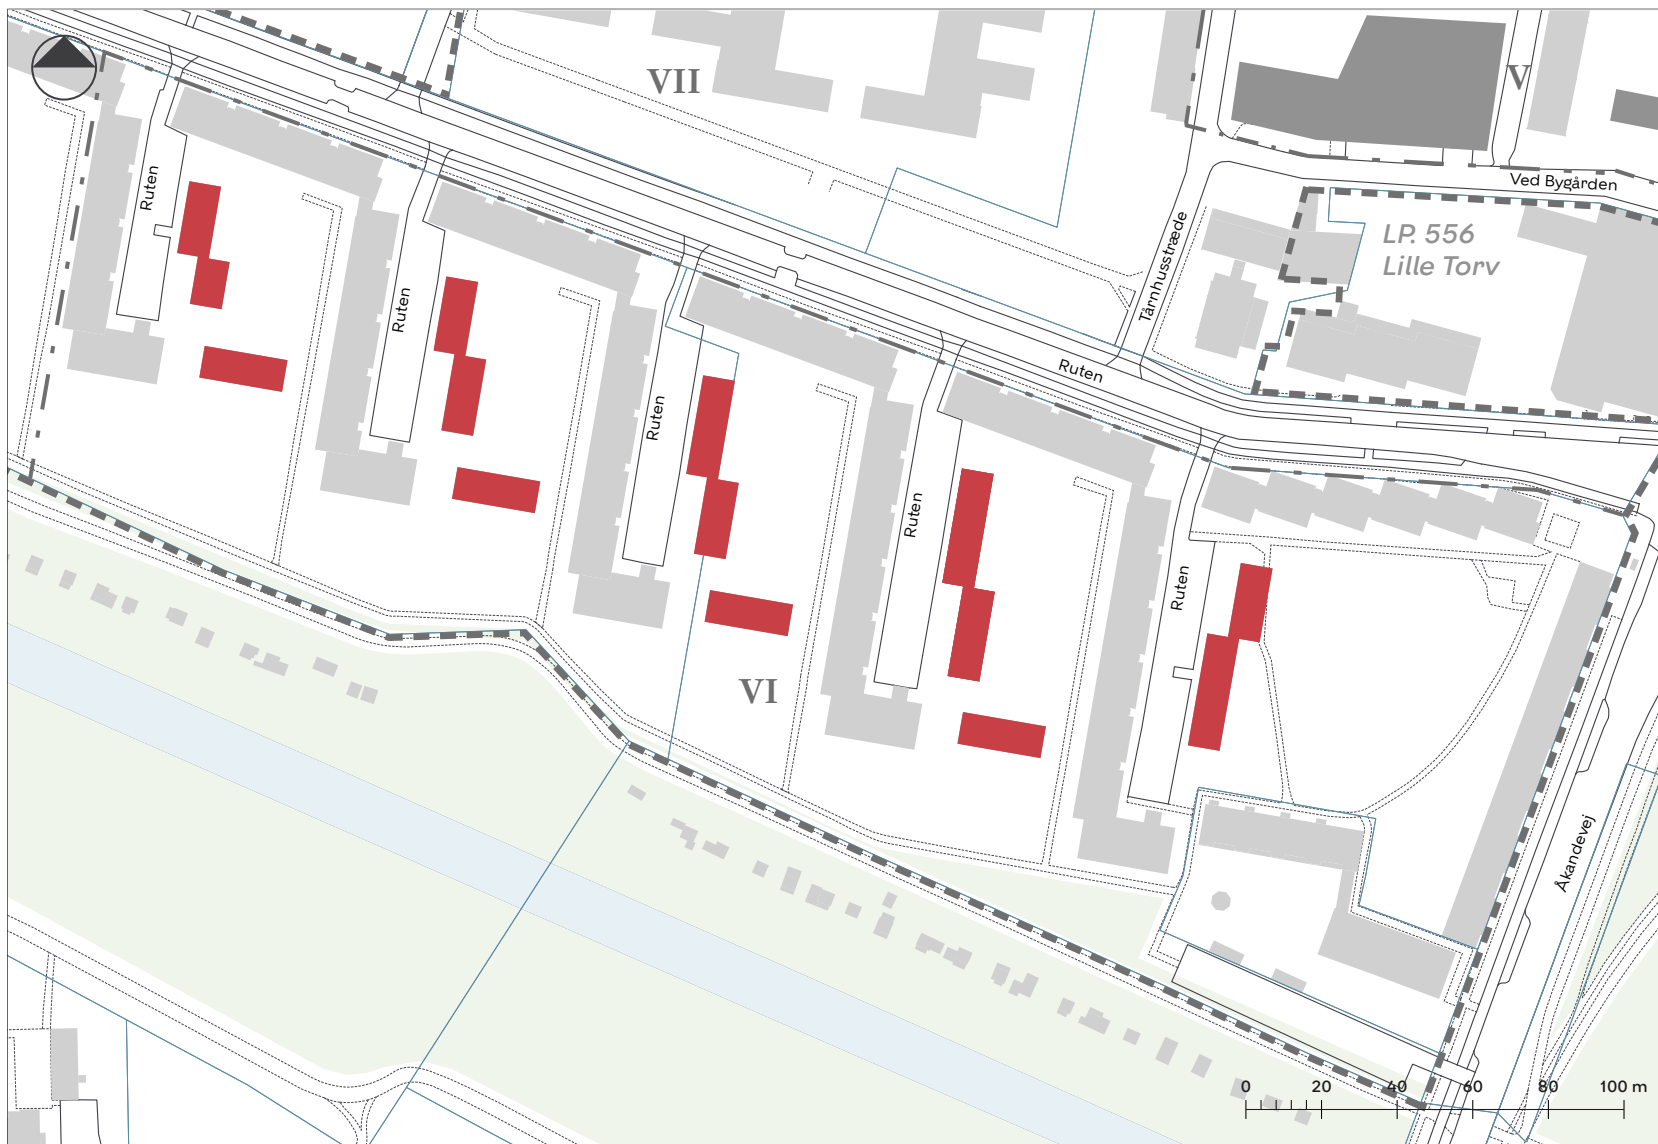 VII
V
Ved Bygården
Ruten
LP. 556
Lille Torv
Tårnhusstræde
Ruten
Ruten
Ruten
Ruten
Ruten
VI
Åkandevej
0 20 40 60 80 100 m
Ruten